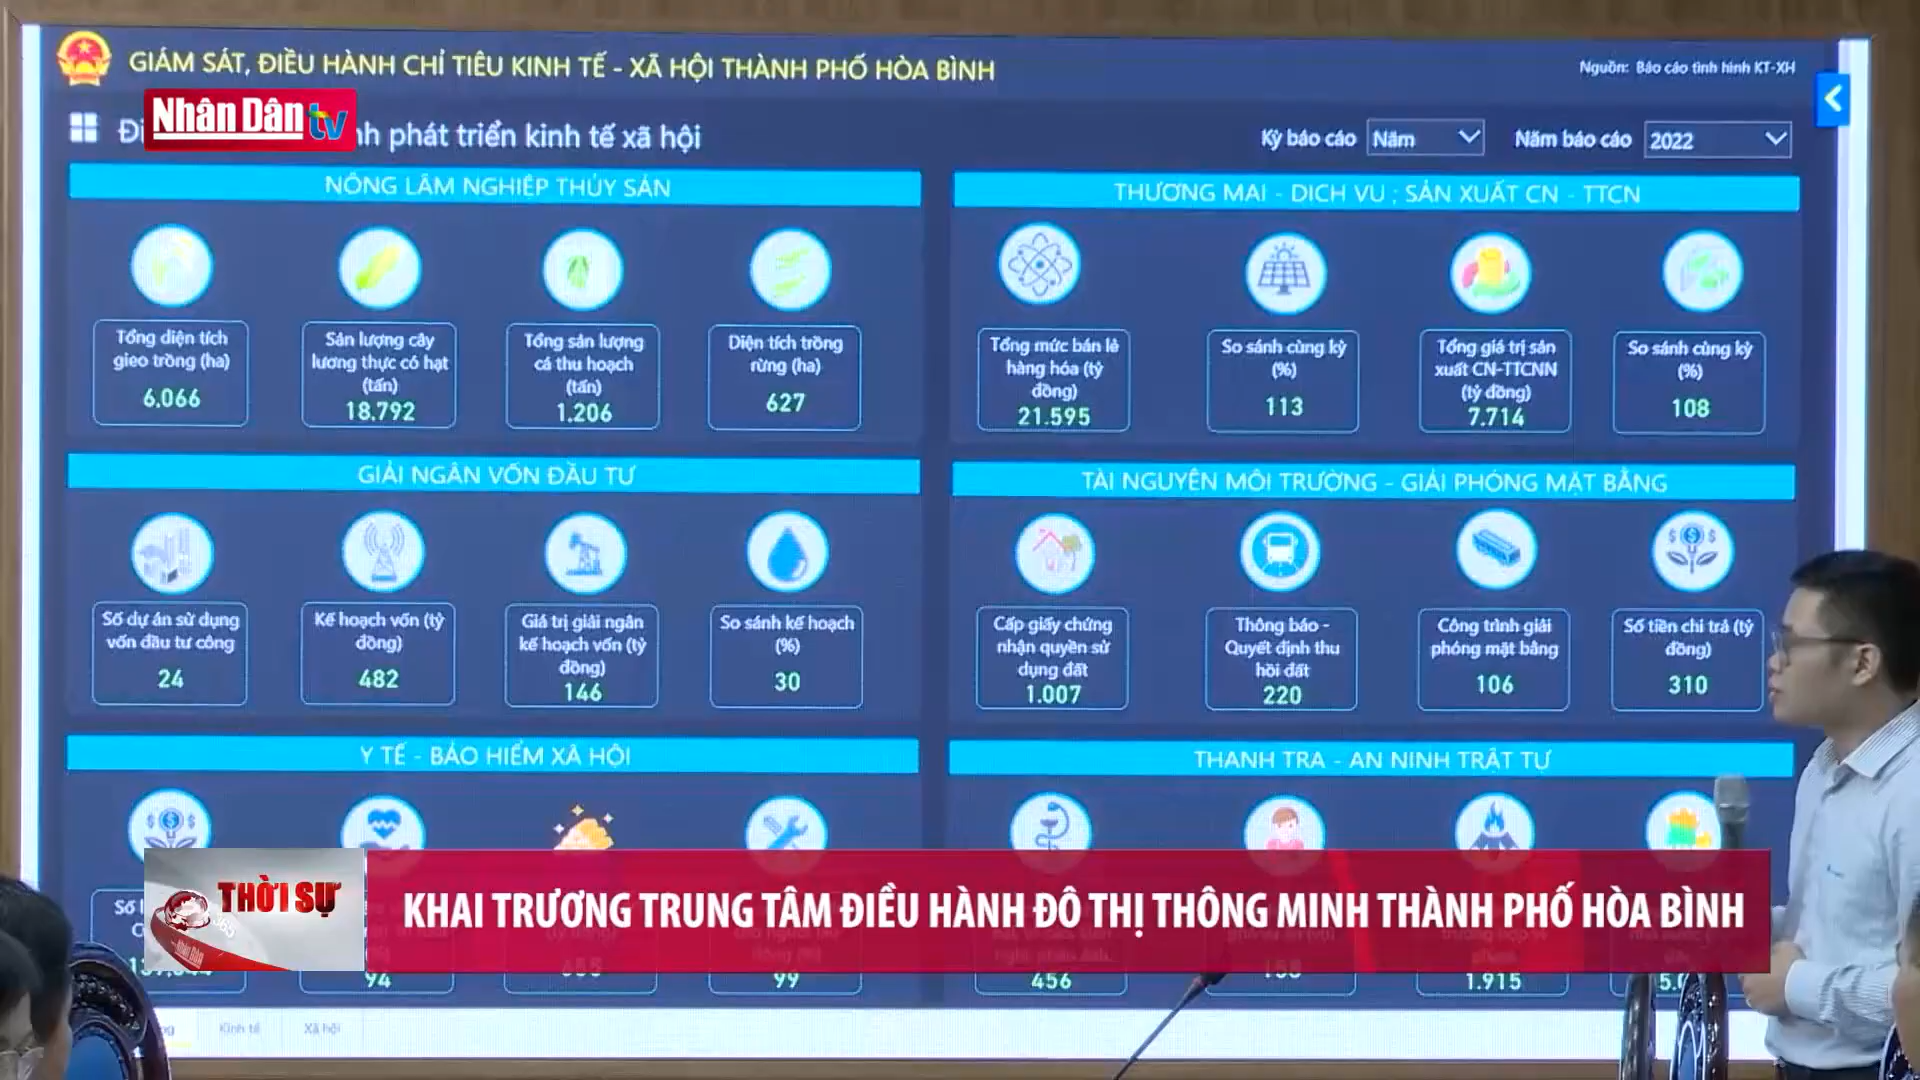 GIÁM SÁT, ĐIỀU HÀNH CHỈ TIÊU KINH TẾ - XÃ HỘI THÀNH PHỐ HÒA BÌNH
Nguồn: Báo cáo tình hình KT-XH
Nhân Dân tv
phát triển kinh tế xã hội
Kỳ báo cáo Năm Năm báo cáo 2022
NÔNG LÂM NGHIỆP THỦY SẢN
Tổng diện tích
gieo trồng (ha)
6,066
Sản lượng cây
lương thực có hạt
(tấn)
18.792
Tổng sản lượng
cá thu hoạch
(tấn)
1.206
Diện tích trồng
rừng (ha)
627
THƯƠNG MẠI - DỊCH VỤ ; SẢN XUẤT CN - TTCN
Tổng mức bán lẻ
hàng hóa (tỷ
đồng)
21.595
So sánh cùng kỳ
(%)
113
Tổng giá trị sản
xuất CN-TTCNN
(tỷ đồng)
7.714
So sánh cùng kỳ
(%)
108
GIẢI NGÂN VỐN ĐẦU TƯ
Số dự án sử dụng
vốn đầu tư công
24
Kế hoạch vốn (tỷ
đồng)
482
Giá trị giải ngân
kế hoạch vốn (tỷ
đồng)
146
So sánh kế hoạch
(%)
30
TÀI NGUYÊN MÔI TRƯỜNG - GIẢI PHÓNG MẶT BẰNG
Cấp giấy chứng
nhận quyền sử
dụng đất
1.007
Thông báo -
Quyết định thu
hồi đất
220
Công trình giải
phóng mặt bằng
106
Số tiền chi trả (tỷ
đồng)
310
Y TẾ - BẢO HIỂM XÃ HỘI
Số
94
99
THANH TRA - AN NINH TRẬT TỰ
456
158
1.915
THỜI SỰ
365
KHAI TRƯƠNG TRUNG TÂM ĐIỀU HÀNH ĐÔ THỊ THÔNG MINH THÀNH PHỐ HÒA BÌNH
Kinh tế
Xã hội